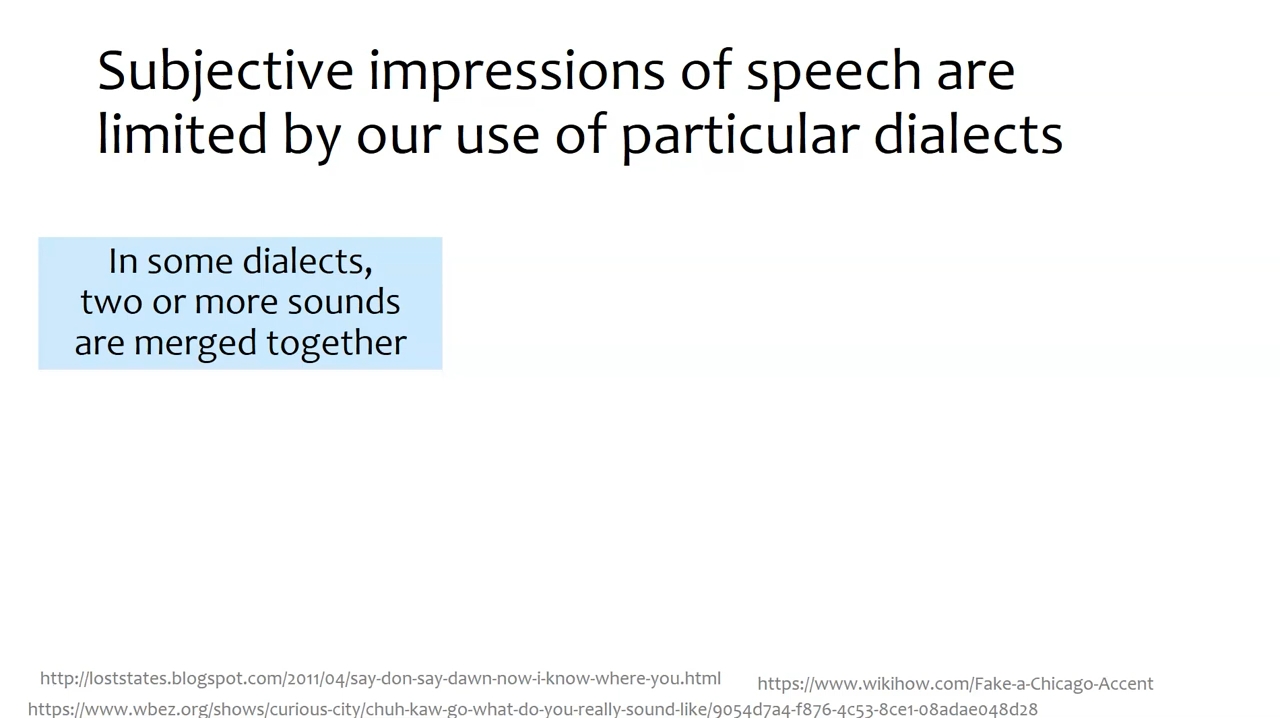 Subjective impressions of speech are
limited by our use of particular dialects
In some dialects,
two or more sounds
are merged together
http://loststates.blogspot.com/2011/04/say-don-say-dawn-now-i-know-where-you.html
https://www.wikihow.com/Fake-a-Chicago-Accent
https://www.wbez.org/shows/curious-city/chuh-kaw-go-what-do-you-really-sound-like/9054d7a4-f876-4c53-8ce1-08adae048d28